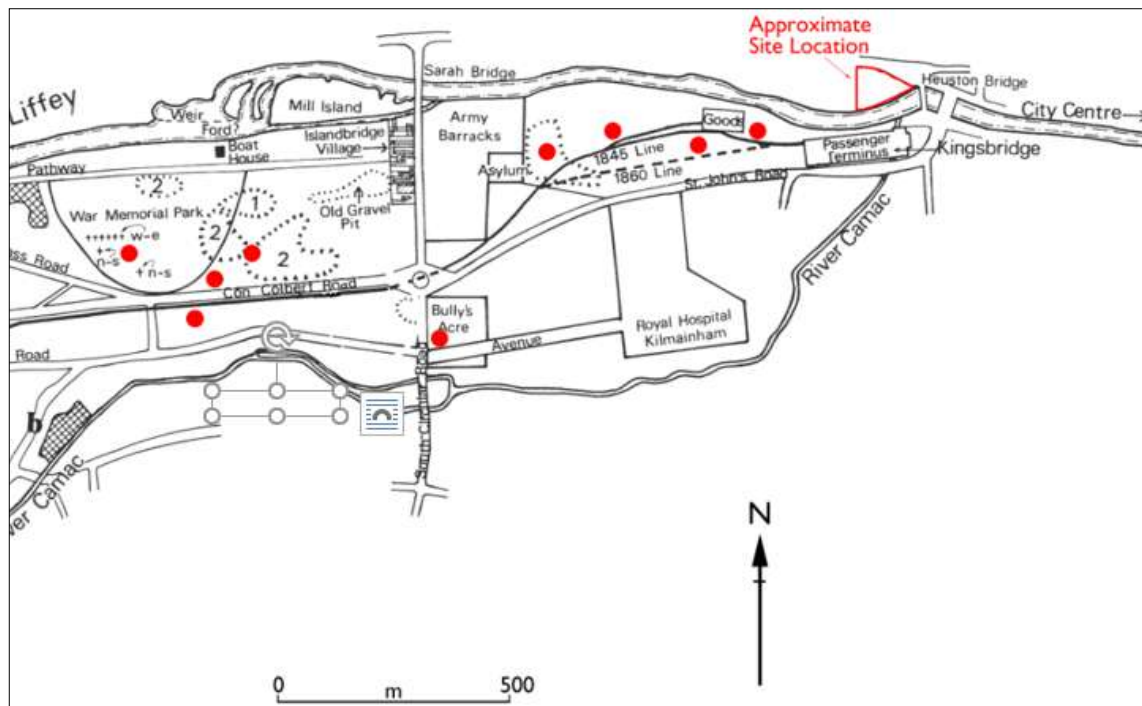 Approximate
Site Location
Heuston Bridge
City Centre
Liffey
Weir
Ford?
Mill Island
Sarah Bridge
Islandbridge
Village
Boat
House
Pathway
Army
Barracks
Asylum
Goods
1845 Line
1860 Line
Passenger
Terminus
Kingsbridge
St. John's Road
River Camac
War Memorial Park
w-e
n-s
n-s
2
1
2
2
Old Gravel
Pit
Road
Con Colbert Road
Bully's
Acre
Avenue
Royal Hospital
Kilmainham
Road
b
River Camac
N
0
m
500